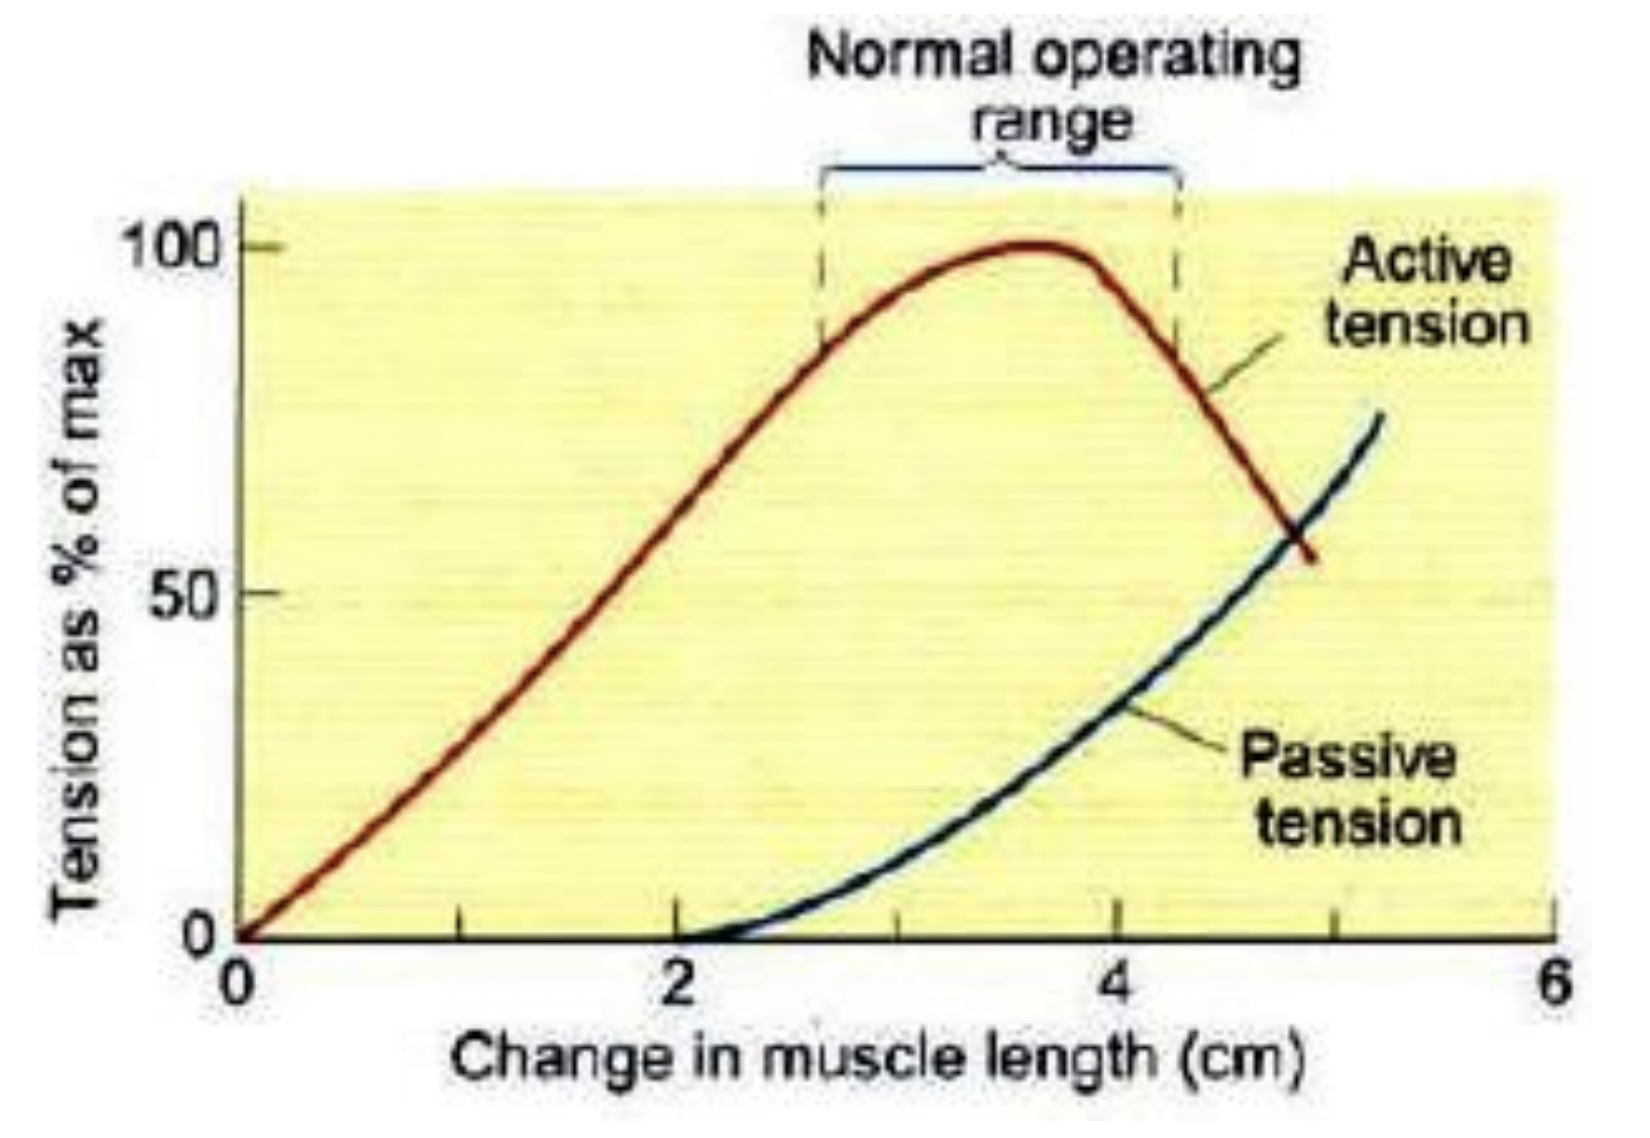 Normal operating
range
100
50
0
Tension as % of max
Active
tension
Passive
tension
0
2
4
6
Change in muscle length (cm)